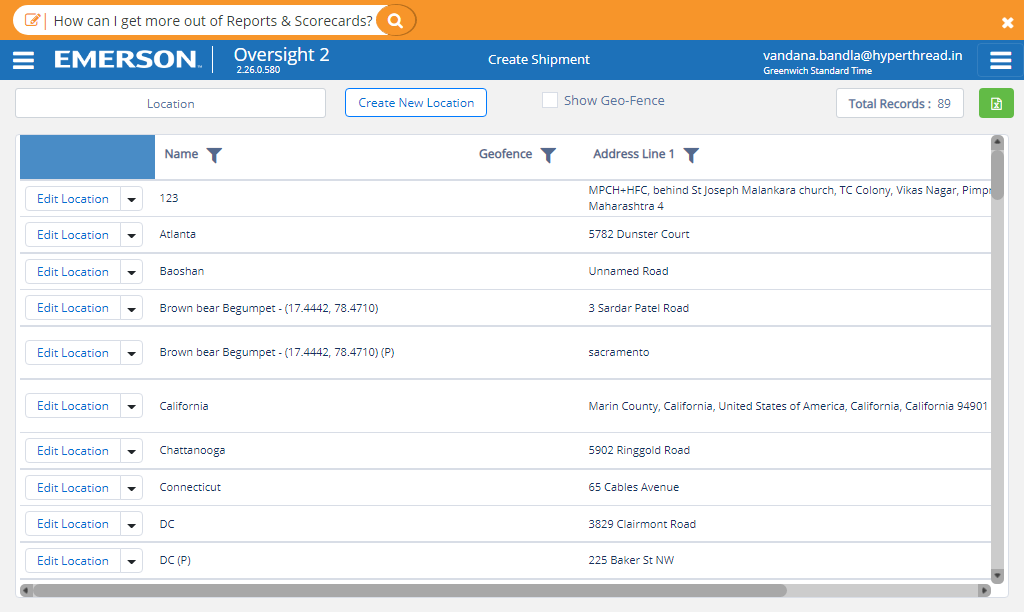 How can I get more out of Reports & Scorecards?
EMERSON Oversight 2
2.26.0.580
Create Shipment
vandana.bandla@hyperthread.in
Greenwich Standard Time
Location
Create New Location
Show Geo-Fence
Total Records : 89
Name Geofence Address Line 1
Edit Location 123 MPCH+HFC, behind St Joseph Malankara church, TC Colony, Vikas Nagar, Pimpr
Maharashtra 4
Edit Location Atlanta 5782 Dunster Court
Edit Location Baoshan Unnamed Road
Edit Location Brown bear Begumpet - (17.4442, 78.4710) 3 Sardar Patel Road
Edit Location Brown bear Begumpet - (17.4442, 78.4710) (P) sacramento
Edit Location California Marin County, California, United States of America, California, California 94901
Edit Location Chattanooga 5902 Ringgold Road
Edit Location Connecticut 65 Cables Avenue
Edit Location DC 3829 Clairmont Road
Edit Location DC (P) 225 Baker St NW